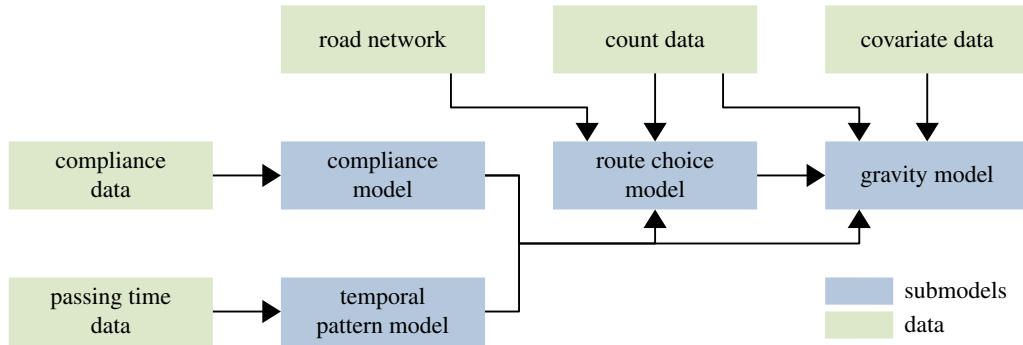 road network
count data
covariate data
compliance
data
compliance
model
route choice
model
gravity model
passing time
data
temporal
pattern model
submodels
data